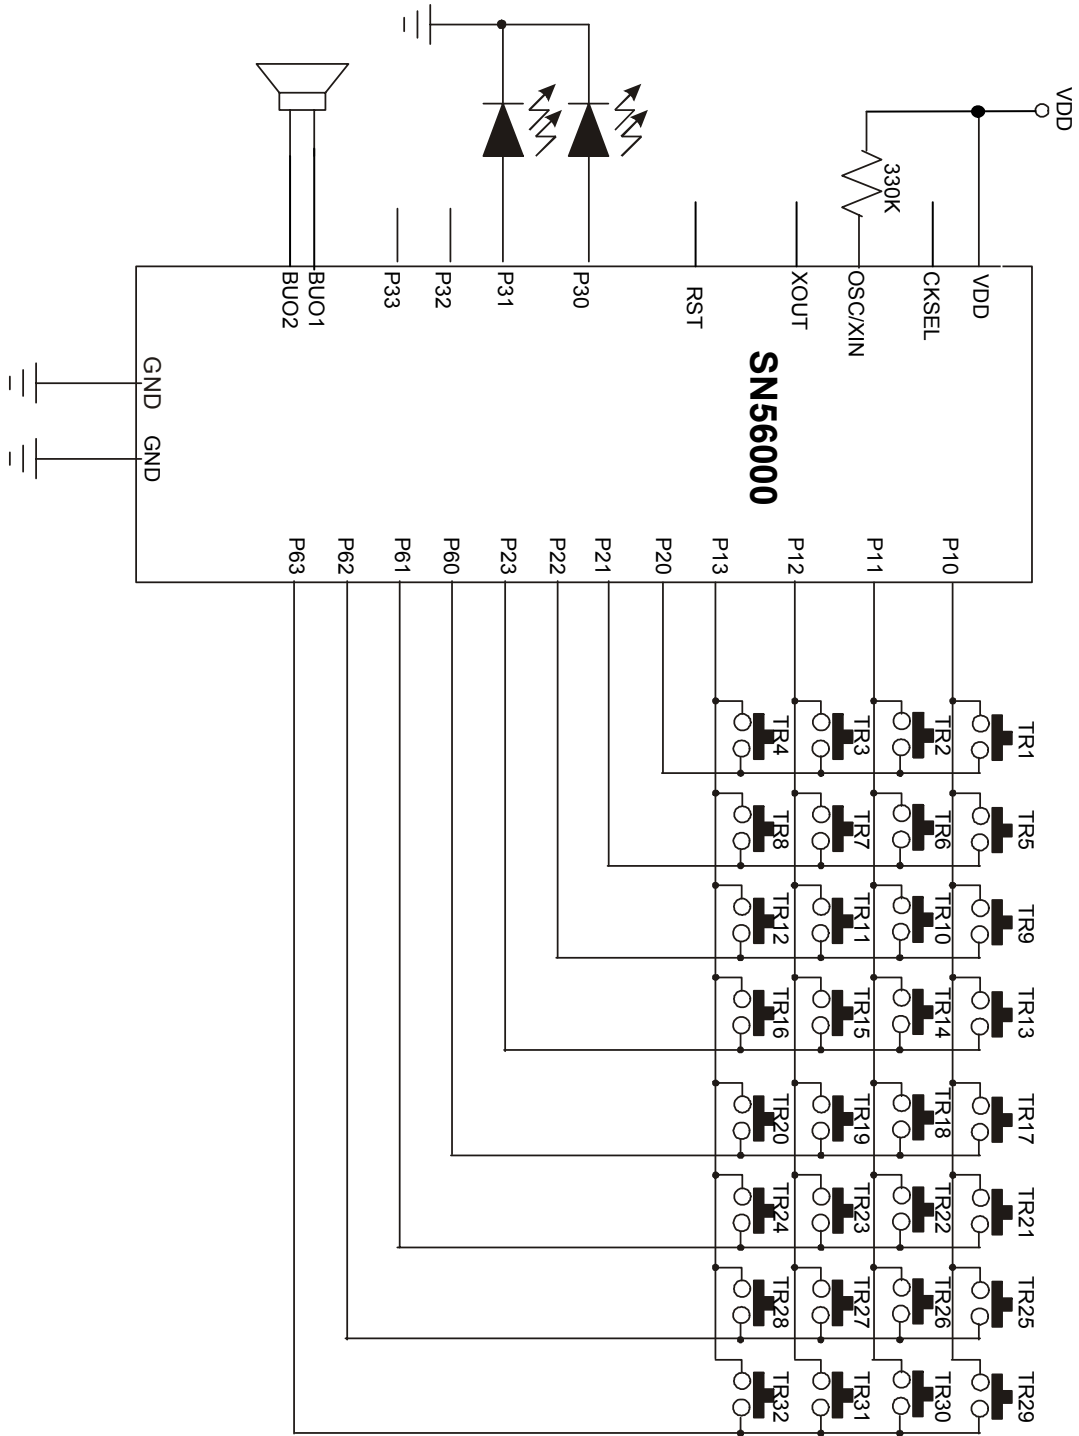 VDD
330K
VDD
CKSEL
OSC/XIN
XOUT
RST
P30
P31
P32
P33
BUO1
BUO2
SN56000
GND
GND
P10
P11
P12
P13
P20
P21
P22
P23
P60
P61
P62
P63
TR1
TR2
TR3
TR4
TR5
TR6
TR7
TR8
TR9
TR10
TR11
TR12
TR13
TR14
TR15
TR16
TR17
TR18
TR19
TR20
TR21
TR22
TR23
TR24
TR25
TR26
TR27
TR28
TR29
TR30
TR31
TR32